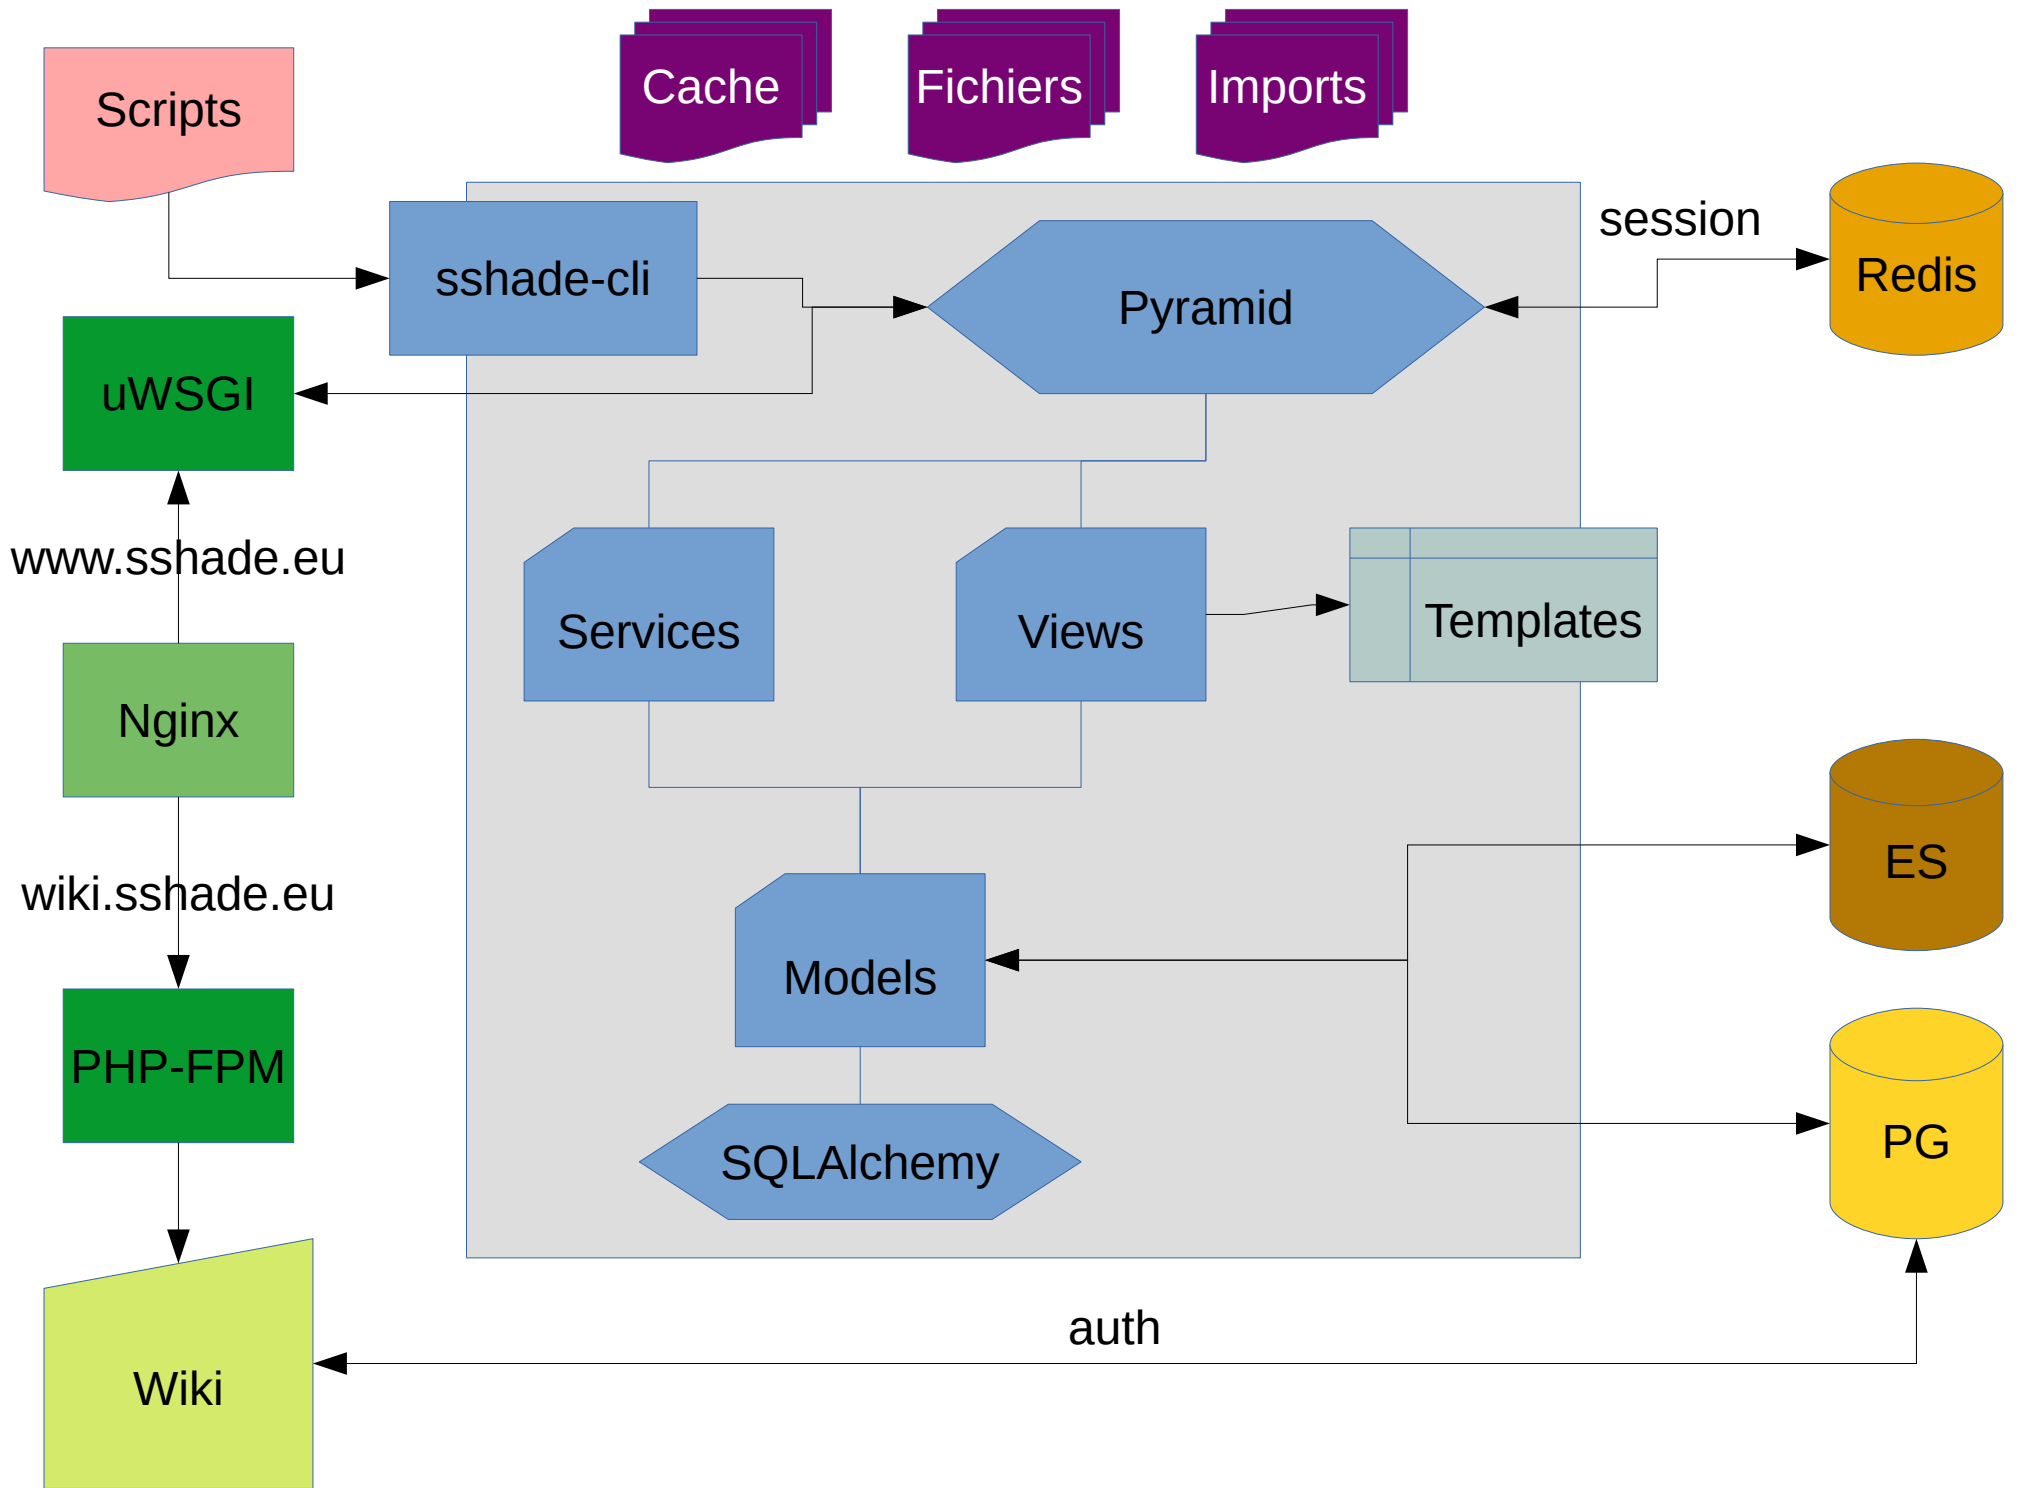 Scripts
Cache
Fichiers
Imports
sshade-cli
Pyramid
session
Redis
uWSGI
www.sshade.eu
Services
Views
Templates
Nginx
wiki.sshade.eu
ES
Models
PHP-FPM
PG
SQLAlchemy
auth
Wiki